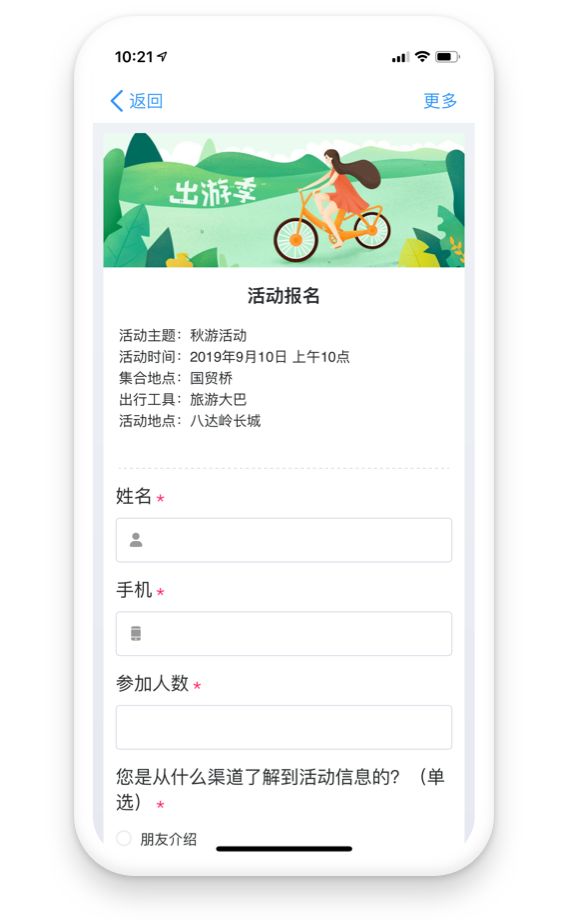 10:21
返回
更多
出游季
活动报名
活动主题：秋游活动
活动时间：2019年9月10日 上午10点
集合地点：国贸桥
出行工具：旅游大巴
活动地点：八达岭长城
姓名 *
手机 *
参加人数 *
您是从什么渠道了解到活动信息的？（单
选） *
朋友介绍